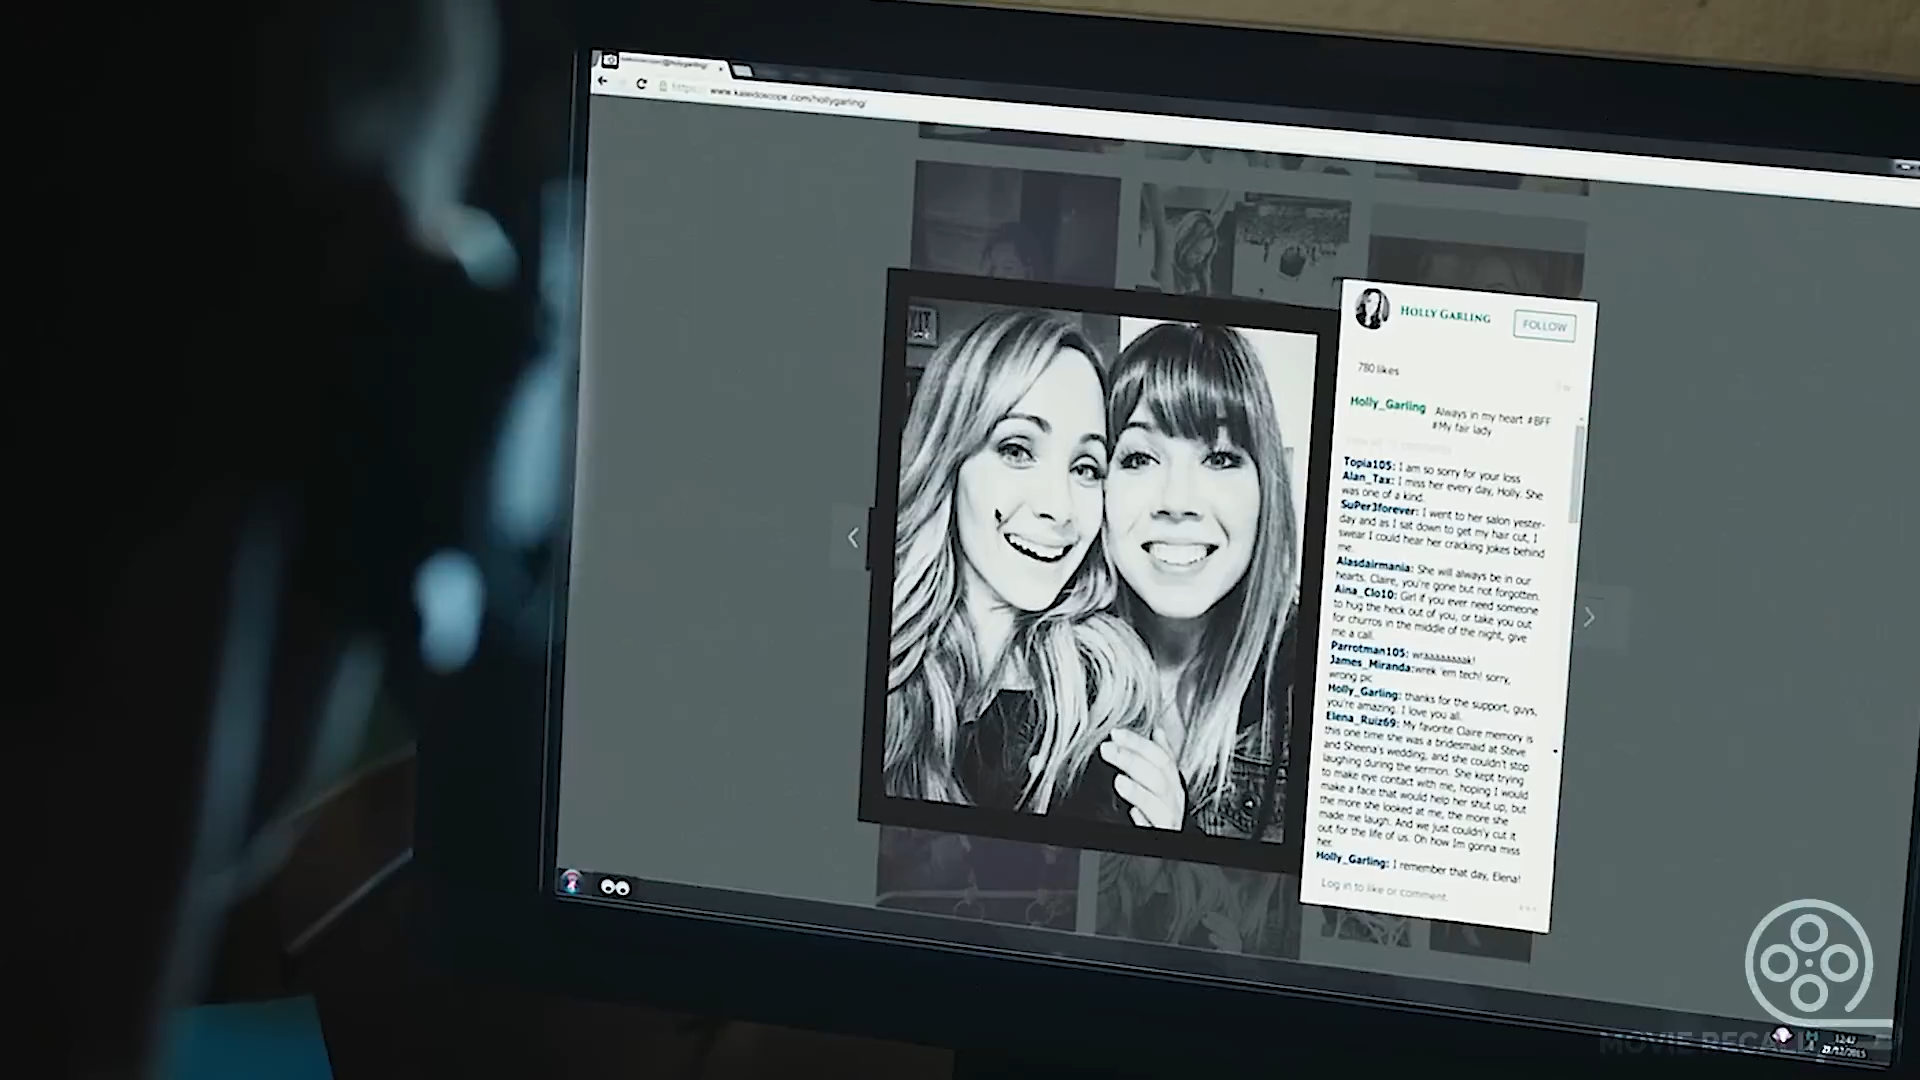 https://www.kaleidoscope.com/hollygarling/
HOLLY GARLING
FOLLOW
780 likes
Holly_Garling Always in my heart #BFF
#My fair lady
Topia105: I am so sorry for your loss
Alan_Tax: I miss her every day, Holly. She
was one of a kind.
SuPer3forever: I went to her salon yester-
day and as I sat down to get my hair cut, I
swear I could hear her cracking jokes behind
me.
Alasdairmania: She will always be in our
hearts. Claire, you're gone but not forgotten.
Aina_Clo10: Girl if you ever need someone
to hug the heck out of you, or take you out
for churros in the middle of the night, give
me a call.
Parrotman105: wraaaaaaaak!
James_Miranda:wrek 'em tech! sorry,
wrong pic
Holly_Garling: thanks for the support, guys,
you're amazing. I love you all.
Elena_Ruiz69: My favorite Claire memory is
this one time she was a bridesmaid at Steve
and Sheena's wedding, and she couldn't stop
laughing during the sermon. She kept trying
to make eye contact with me, hoping I would
make a face that would help her shut up, but
the more she looked at me, the more she
made me laugh. And we just couldn'y cut it
out for the life of us. Oh how Im gonna miss
her.
Holly_Garling: I remember that day, Elena!
Log in to like or comment.
MOVIE RECALL
12:47